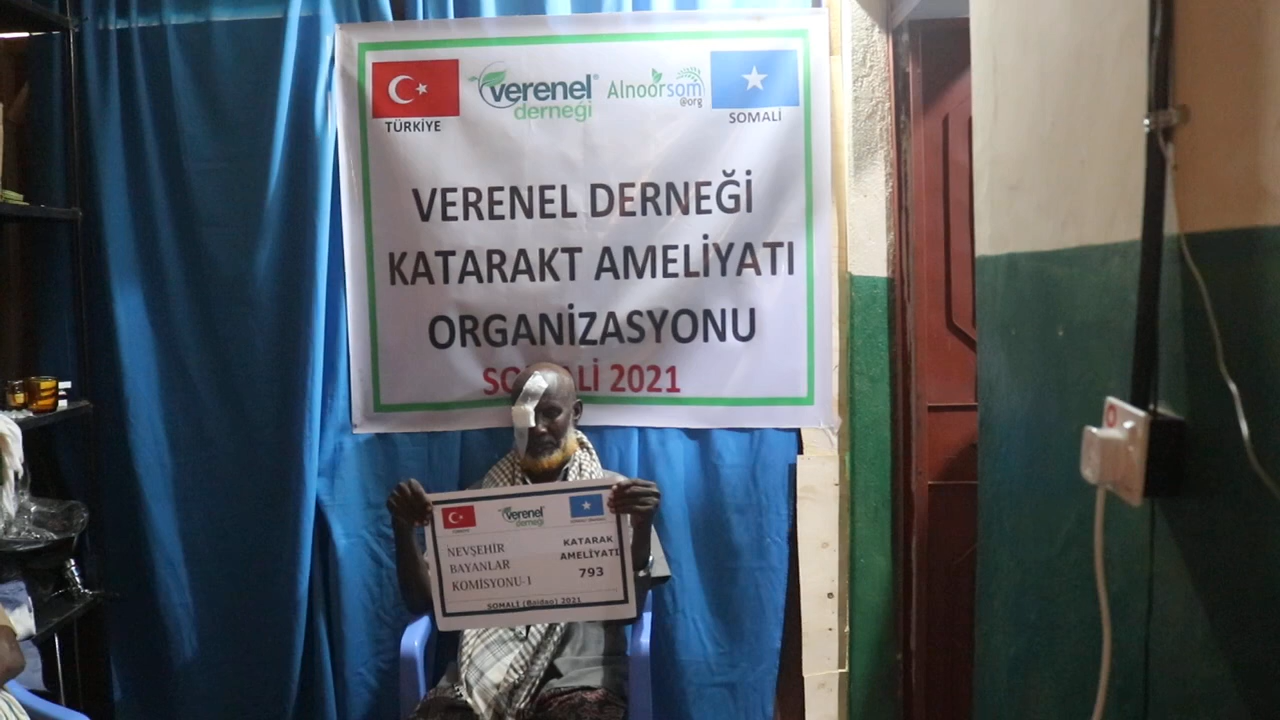 verenel
derneği
Alnoorsom
@org
TÜRKİYE
SOMALİ
VERENEL DERNEĞİ
KATARAKT AMELİYATI
ORGANİZASYONU
SOMALİ 2021
verenel
derneği
NEVŞEHİR
BAYANLAR
KOMİSYONU-1
KATARAK
AMELİYATI
793
SOMALİ (Baidao) 2021